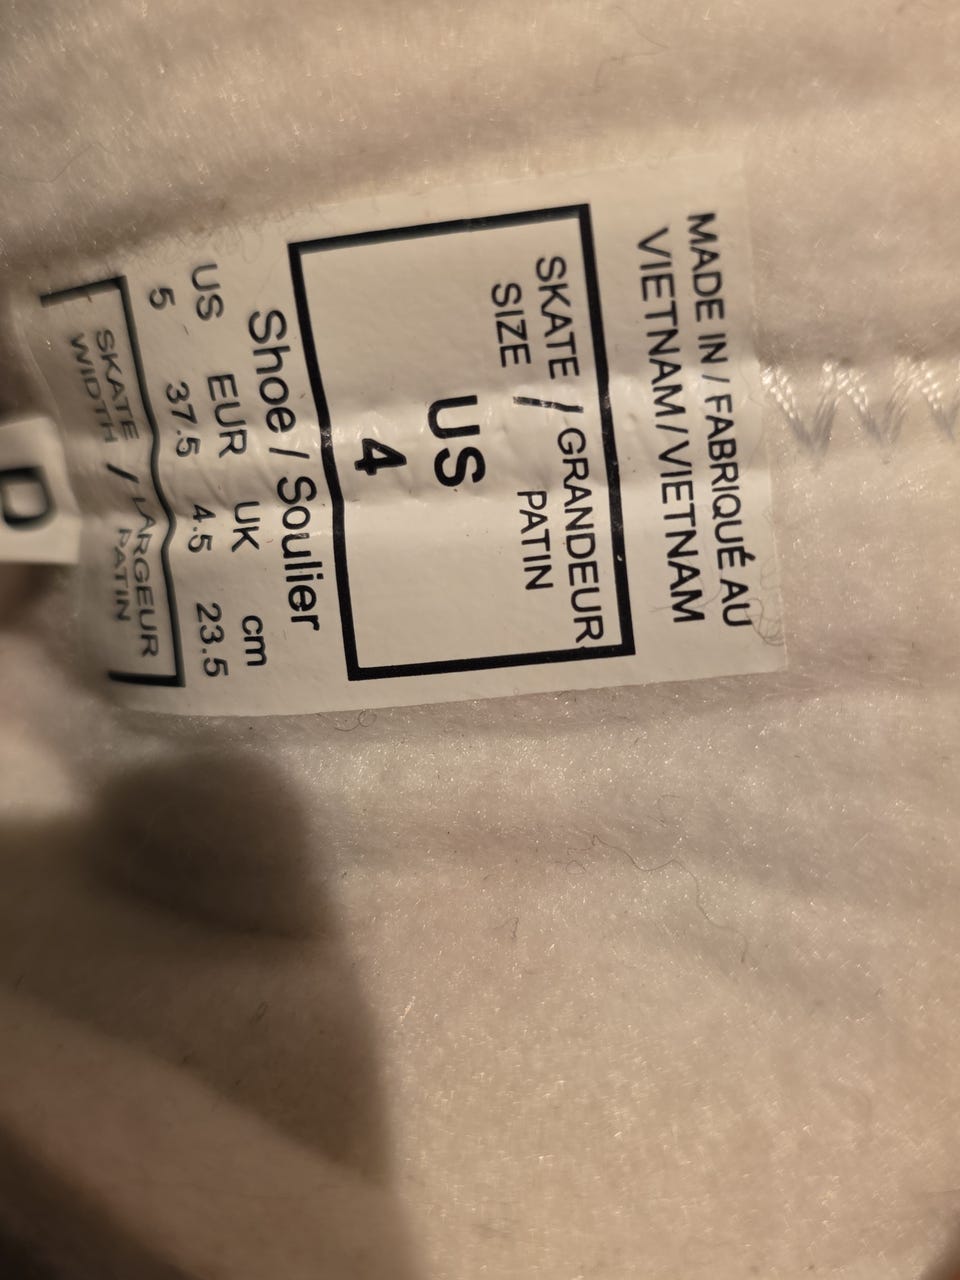 MADE IN / FABRIQUÉ AU
VIETNAM / VIETNAM
SKATE / GRANDEUR
SIZE PATIN
US
4
Shoe / Soulier
US EUR UK cm
5 37.5 4.5 23.5
SKATE / LARGEUR
WIDTH PATIN
D